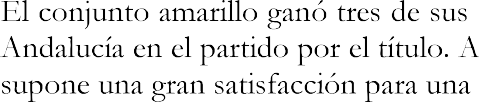 El conjunto amarillo ganó tres de sus
Andalucía en el partido por el título. A
supone una gran satisfacción para una